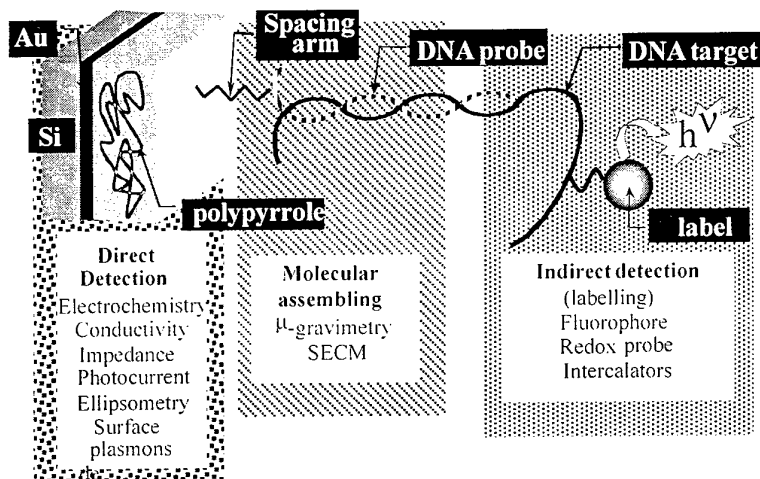 Au
Spacing
arm
DNA probe
DNA target
Si
hν
polypyrrole
label
Direct
Detection
Electrochemistry
Conductivity
Impedance
Photocurrent
Ellipsometry
Surface
plasmons
Molecular
assembling
μ-gravimetry
SECM
Indirect detection
(labelling)
Fluorophore
Redox probe
Intercalators